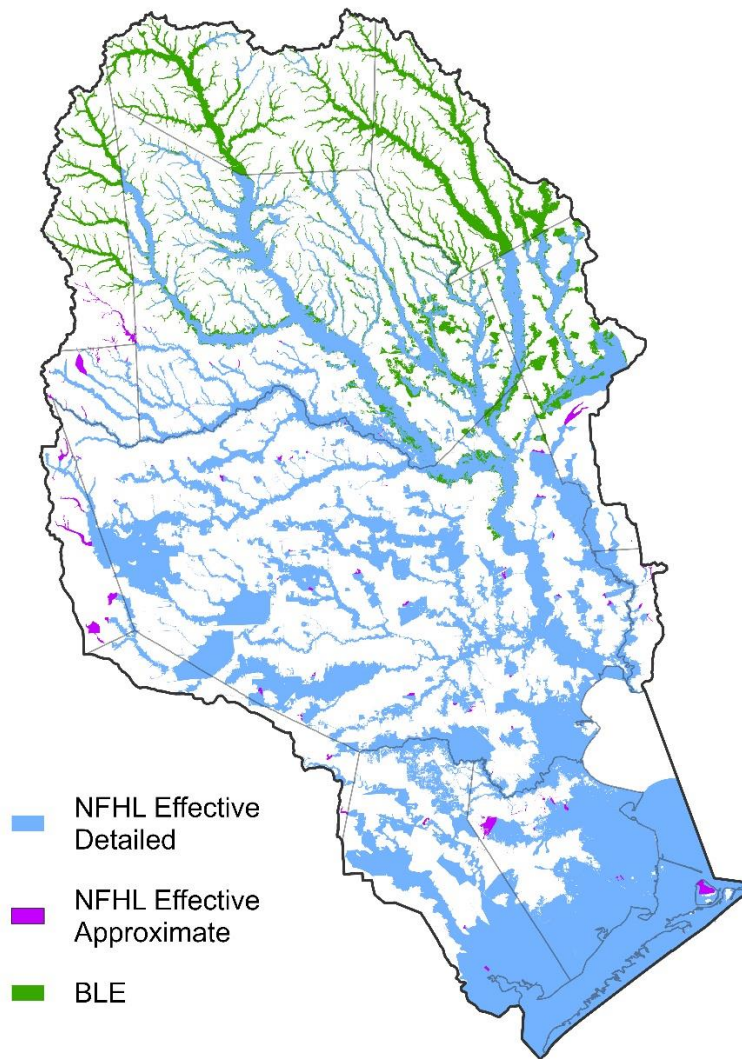 NFHL Effective
Detailed
NFHL Effective
Approximate
BLE